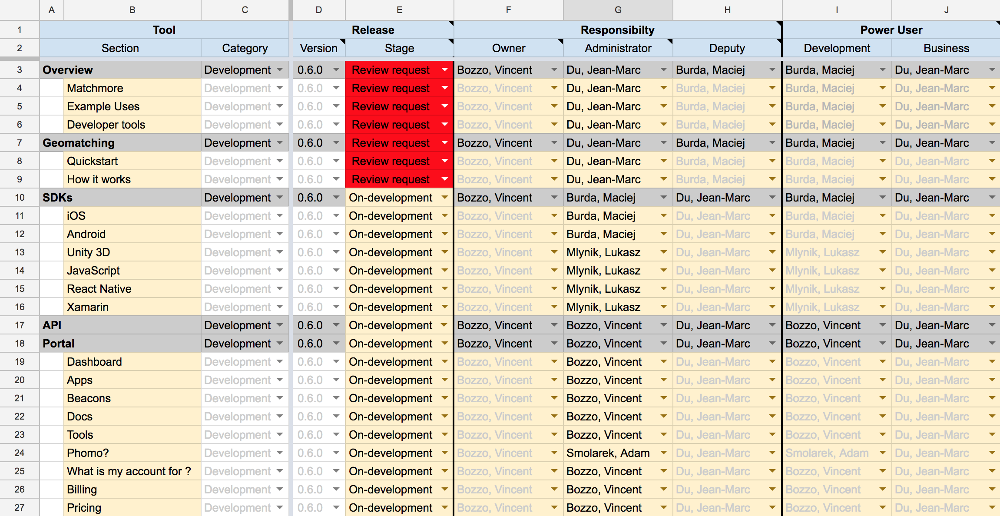 A B C D E F G H I J
1 Tool Release Responsibilty Power User
2 Section Category Version Stage Owner Administrator Deputy Development Business
3 Overview Development 0.6.0 Review request Bozzo, Vincent Du, Jean-Marc Burda, Maciej Burda, Maciej Du, Jean-Marc
4 Matchmore Development 0.6.0 Review request Bozzo, Vincent Du, Jean-Marc Burda, Maciej Burda, Maciej Du, Jean-Marc
5 Example Uses Development 0.6.0 Review request Bozzo, Vincent Du, Jean-Marc Burda, Maciej Burda, Maciej Du, Jean-Marc
6 Developer tools Development 0.6.0 Review request Bozzo, Vincent Du, Jean-Marc Burda, Maciej Burda, Maciej Du, Jean-Marc
7 Geomatching Development 0.6.0 Review request Bozzo, Vincent Du, Jean-Marc Burda, Maciej Burda, Maciej Du, Jean-Marc
8 Quickstart Development 0.6.0 Review request Bozzo, Vincent Du, Jean-Marc Burda, Maciej Burda, Maciej Du, Jean-Marc
9 How it works Development 0.6.0 Review request Bozzo, Vincent Du, Jean-Marc Burda, Maciej Burda, Maciej Du, Jean-Marc
10 SDKs Development 0.6.0 On-development Bozzo, Vincent Burda, Maciej Du, Jean-Marc Burda, Maciej Du, Jean-Marc
11 iOS Development 0.6.0 On-development Bozzo, Vincent Burda, Maciej Du, Jean-Marc Burda, Maciej Du, Jean-Marc
12 Android Development 0.6.0 On-development Bozzo, Vincent Burda, Maciej Du, Jean-Marc Burda, Maciej Du, Jean-Marc
13 Unity 3D Development 0.6.0 On-development Bozzo, Vincent Mlynik, Lukasz Du, Jean-Marc Mlynik, Lukasz Du, Jean-Marc
14 JavaScript Development 0.6.0 On-development Bozzo, Vincent Mlynik, Lukasz Du, Jean-Marc Mlynik, Lukasz Du, Jean-Marc
15 React Native Development 0.6.0 On-development Bozzo, Vincent Mlynik, Lukasz Du, Jean-Marc Mlynik, Lukasz Du, Jean-Marc
16 Xamarin Development 0.6.0 On-development Bozzo, Vincent Mlynik, Lukasz Du, Jean-Marc Mlynik, Lukasz Du, Jean-Marc
17 API Development 0.6.0 On-development Bozzo, Vincent Bozzo, Vincent Du, Jean-Marc Bozzo, Vincent Du, Jean-Marc
18 Portal Development 0.6.0 On-development Bozzo, Vincent Bozzo, Vincent Du, Jean-Marc Bozzo, Vincent Du, Jean-Marc
19 Dashboard Development 0.6.0 On-development Bozzo, Vincent Bozzo, Vincent Du, Jean-Marc Bozzo, Vincent Du, Jean-Marc
20 Apps Development 0.6.0 On-development Bozzo, Vincent Bozzo, Vincent Du, Jean-Marc Bozzo, Vincent Du, Jean-Marc
21 Beacons Development 0.6.0 On-development Bozzo, Vincent Bozzo, Vincent Du, Jean-Marc Bozzo, Vincent Du, Jean-Marc
22 Docs Development 0.6.0 On-development Bozzo, Vincent Bozzo, Vincent Du, Jean-Marc Bozzo, Vincent Du, Jean-Marc
23 Tools Development 0.6.0 On-development Bozzo, Vincent Bozzo, Vincent Du, Jean-Marc Bozzo, Vincent Du, Jean-Marc
24 Phomo? Development 0.6.0 On-development Bozzo, Vincent Smolarek, Adam Du, Jean-Marc Smolarek, Adam Du, Jean-Marc
25 What is my account for ? Development 0.6.0 On-development Bozzo, Vincent Bozzo, Vincent Du, Jean-Marc Bozzo, Vincent Du, Jean-Marc
26 Billing Development 0.6.0 On-development Bozzo, Vincent Bozzo, Vincent Du, Jean-Marc Bozzo, Vincent Du, Jean-Marc
27 Pricing Development 0.6.0 On-development Bozzo, Vincent Bozzo, Vincent Du, Jean-Marc Bozzo, Vincent Du, Jean-Marc